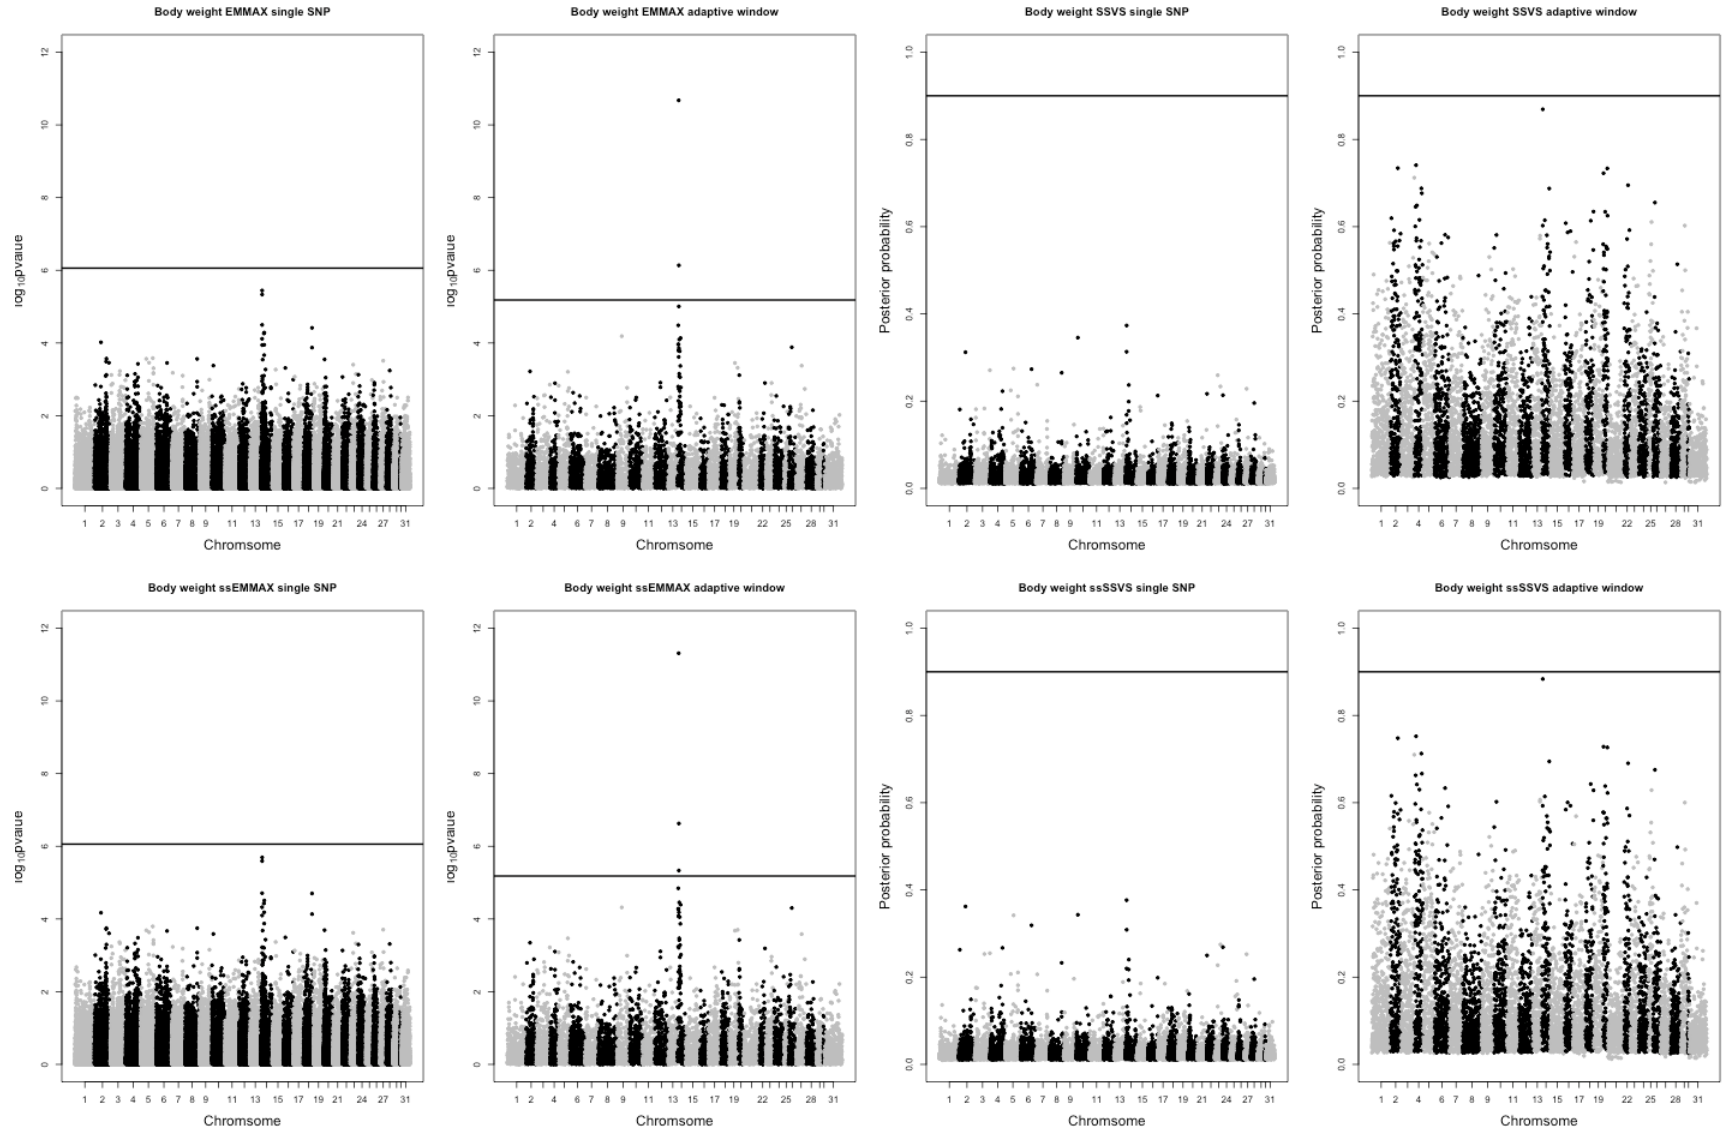 Body weight EMMAX single SNP
12
10
8
6
4
2
0
log10pvalue
1 2 3 4 5 6 7 8 9 11 13 15 17 19 21 24 27 31
Chromsome
Body weight EMMAX adaptive window
12
10
8
6
4
2
0
log10pvalue
1 2 4 5 6 8 9 11 13 15 17 19 22 25 28 31
Chromsome
Body weight SSVS single SNP
1.0
0.8
0.6
0.4
0.2
0.0
Posterior probability
1 2 3 4 5 6 7 8 9 11 13 15 17 19 21 24 27 31
Chromsome
Body weight SSVS adaptive window
1.0
0.8
0.6
0.4
0.2
0.0
Posterior probability
1 2 4 6 8 9 11 13 15 17 19 22 25 28 31
Chromsome
Body weight ssEMMAX single SNP
12
10
8
6
4
2
0
log10pvalue
1 2 3 4 5 6 7 8 9 11 13 15 17 19 21 24 27 31
Chromsome
Body weight ssEMMAX adaptive window
12
10
8
6
4
2
0
log10pvalue
1 2 4 5 6 8 9 11 13 15 17 19 22 25 28 31
Chromsome
Body weight ssSSVS single SNP
1.0
0.8
0.6
0.4
0.2
0.0
Posterior probability
1 2 3 4 5 6 7 8 9 11 13 15 17 19 21 24 27 31
Chromsome
Body weight ssSSVS adaptive window
1.0
0.8
0.6
0.4
0.2
0.0
Posterior probability
1 2 4 6 8 9 11 13 15 17 19 22 25 28 31
Chromsome